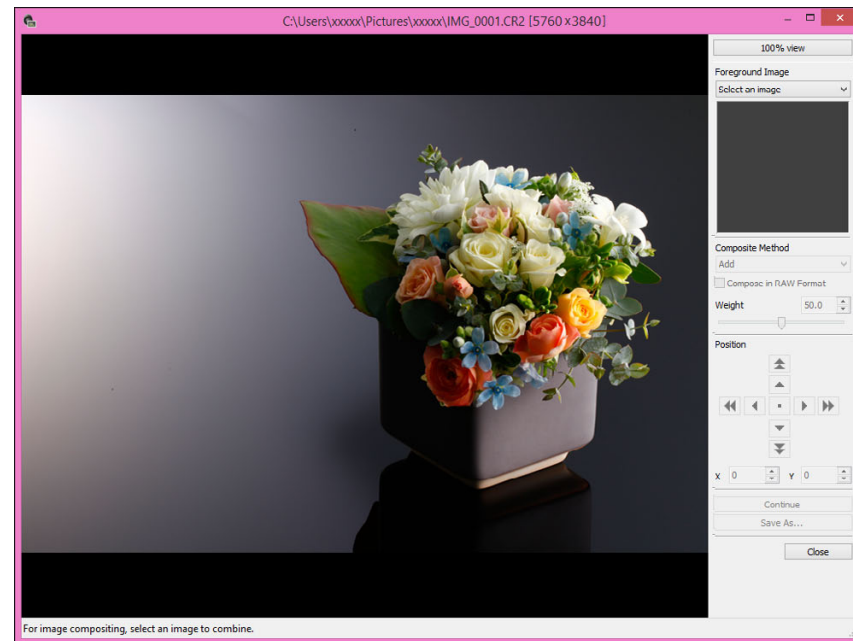 C:\Users\xxxxx\Pictures\xxxxx\IMG_0001.CR2 [5760x3840]
100% view
Foreground Image
Select an image
Composite Method
Add
Compose in RAW Format
Weight 50.0
Position
X 0 Y 0
Continue
Save As...
Close
For image compositing, select an image to combine.